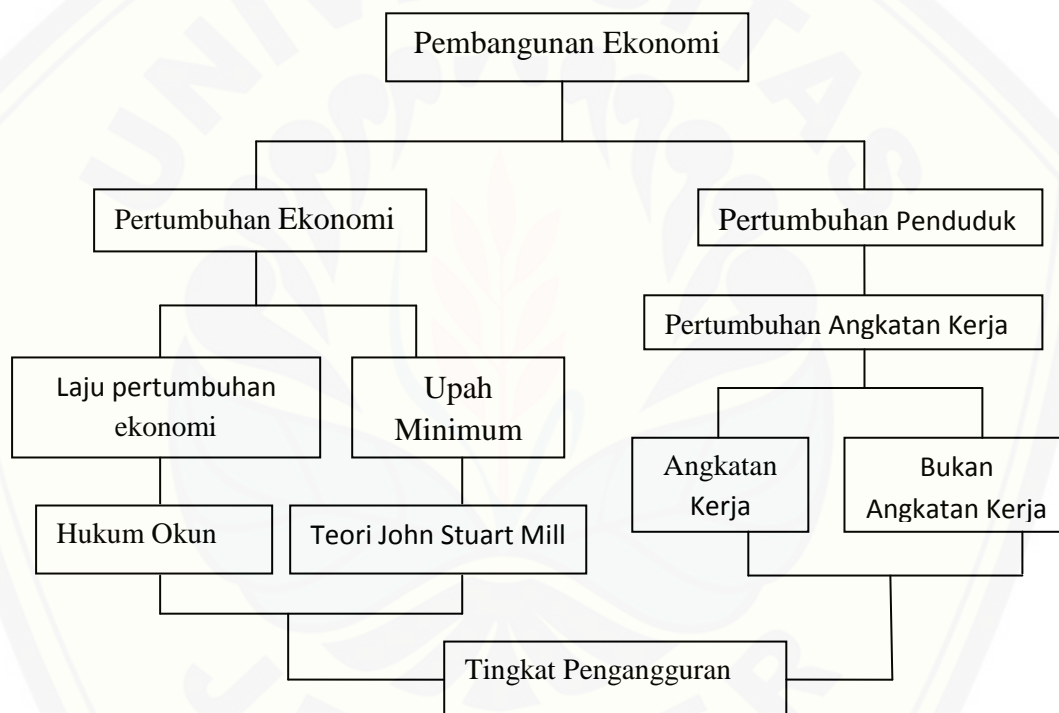 UNIVERSITAS
Pembangunan Ekonomi
Pertumbuhan Ekonomi
Pertumbuhan Penduduk
Pertumbuhan Angkatan Kerja
Laju pertumbuhan
ekonomi
Upah
Minimum
Angkatan
Kerja
Bukan
Angkatan Kerja
Hukum Okun
Teori John Stuart Mill
Tingkat Pengangguran